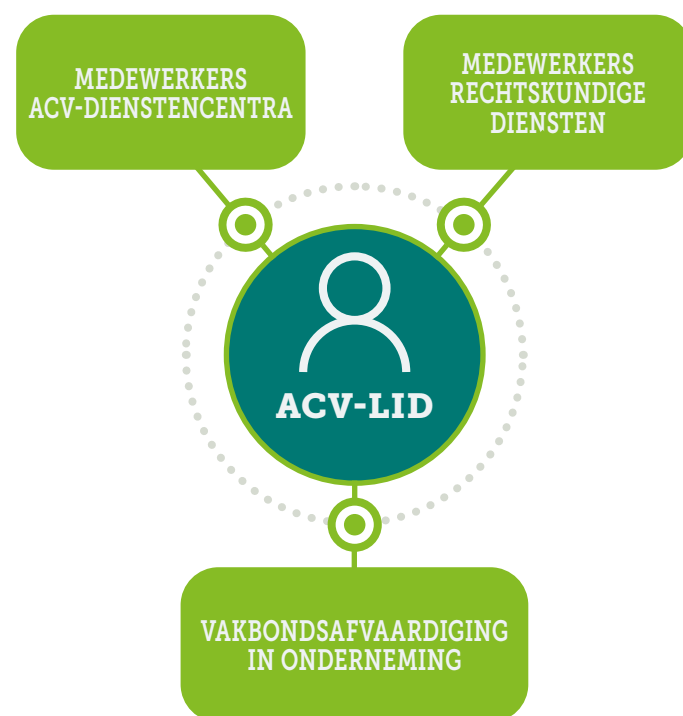 MEDEWERKERS
ACV-DIENSTENCENTRA
MEDEWERKERS
RECHTSKUNDIGE
DIENSTEN
ACV-LID
VAKBONDSAFVAARDIGING
IN ONDERNEMING